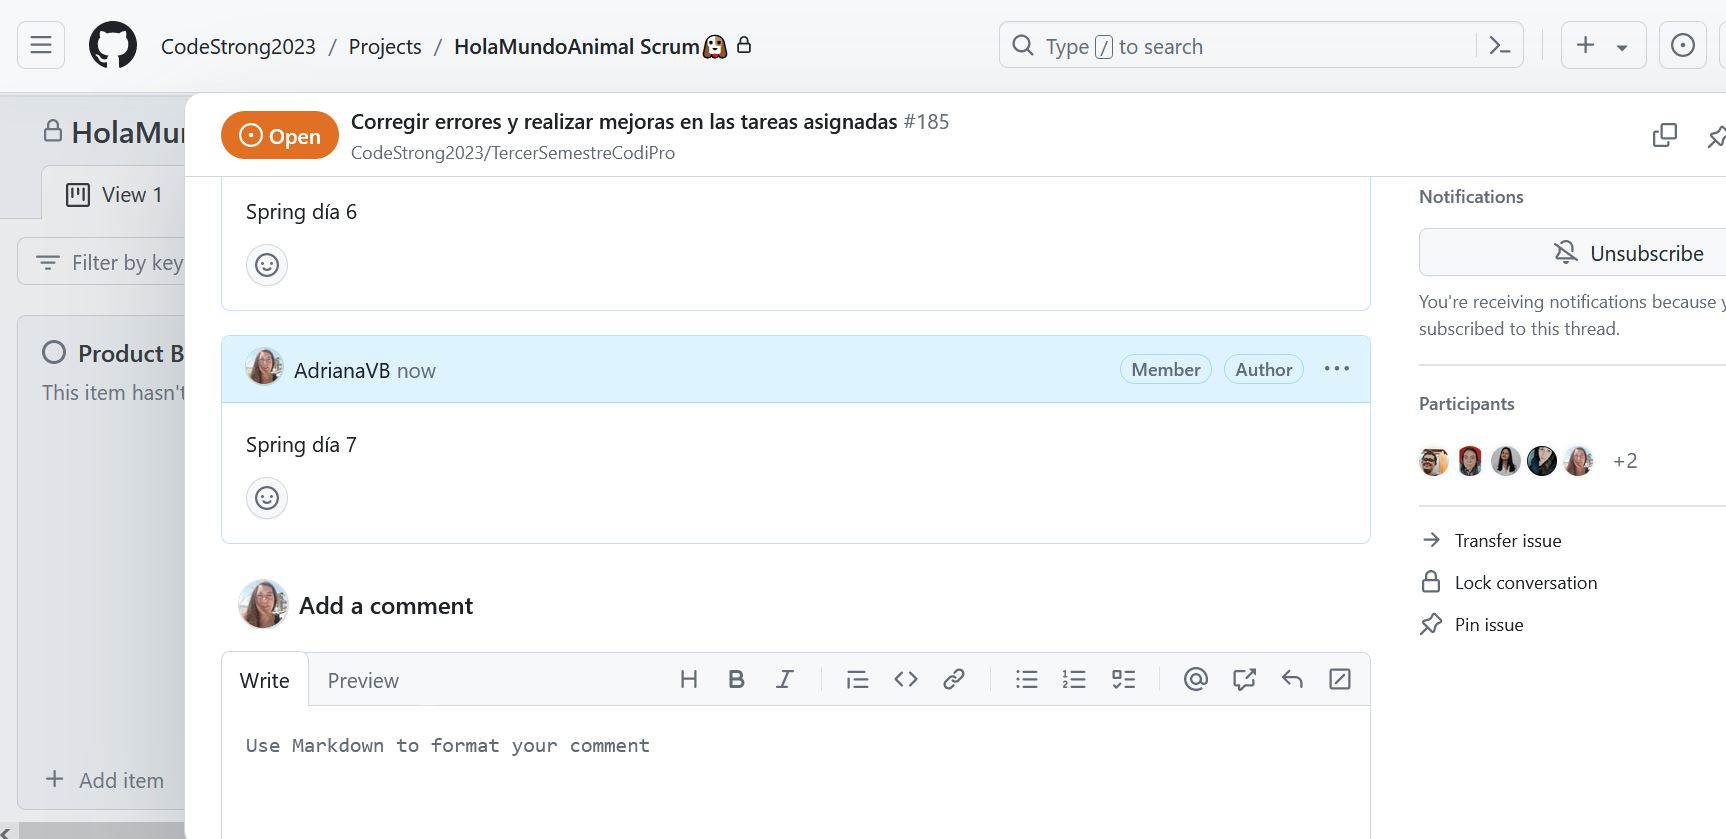 CodeStrong2023 / Projects / HolaMundoAnimal Scrum
Type / to search
HolaMu
View 1
Filter by key
Product B
This item hasn't
Add item
Open
Corregir errores y realizar mejoras en las tareas asignadas #185
CodeStrong2023/TercerSemestreCodiPro
Spring día 6
AdrianaVB now
Member
Author
Spring día 7
Add a comment
Write
Preview
Use Markdown to format your comment
Notifications
Unsubscribe
You're receiving notifications because
subscribed to this thread.
Participants
+2
Transfer issue
Lock conversation
Pin issue